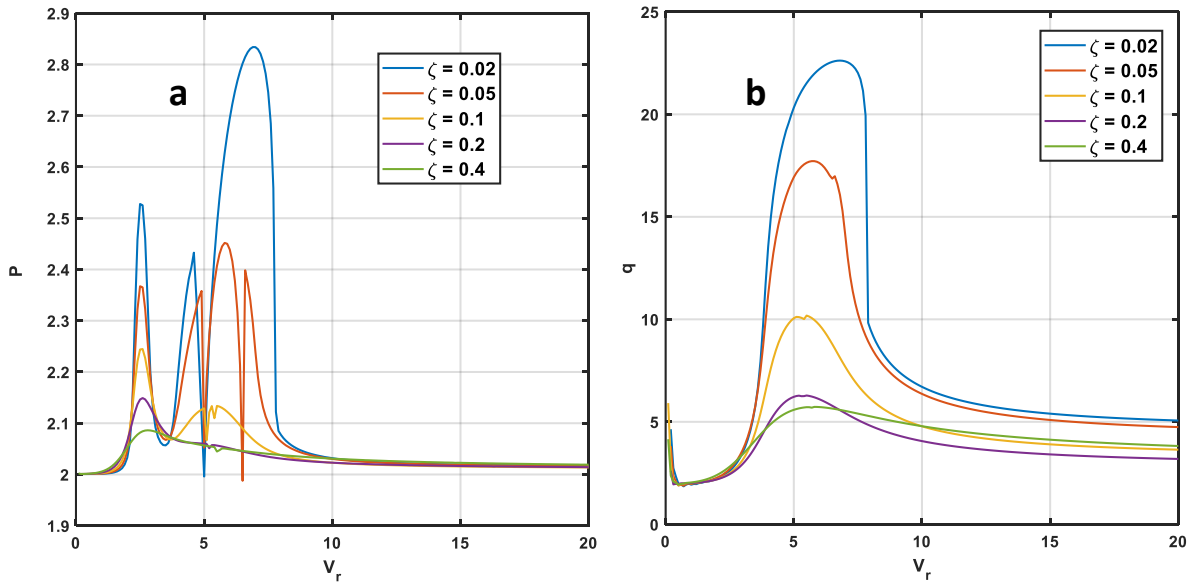 a
ζ = 0.02
ζ = 0.05
ζ = 0.1
ζ = 0.2
ζ = 0.4
P
2.9
2.8
2.7
2.6
2.5
2.4
2.3
2.2
2.1
2
1.9
0 5 10 15 20
Vr
b
ζ = 0.02
ζ = 0.05
ζ = 0.1
ζ = 0.2
ζ = 0.4
q
25
20
15
10
5
0
0 5 10 15 20
Vr